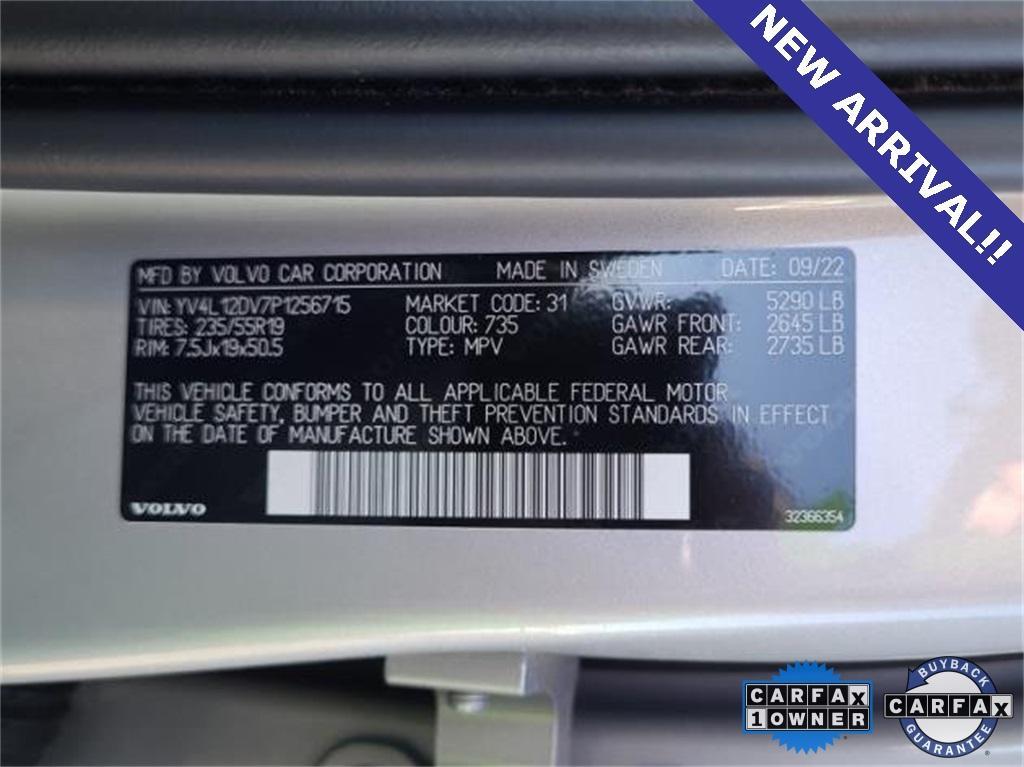 NEW ARRIVAL!!
MFD BY VOLVO CAR CORPORATION MADE IN SWEDEN DATE: 09/22
VIN: YV4L12DV7P1256715 MARKET CODE: 31 GVWR: 5290 LB
TIRES: 235/55R19 COLOUR: 735 GAWR FRONT: 2645 LB
RIM: 7.5Jx19x50.5 TYPE: MPV GAWR REAR: 2735 LB
THIS VEHICLE CONFORMS TO ALL APPLICABLE FEDERAL MOTOR
VEHICLE SAFETY, BUMPER AND THEFT PREVENTION STANDARDS IN EFFECT
ON THE DATE OF MANUFACTURE SHOWN ABOVE.
VOLVO 32366354
CARFAX
1 OWNER
BUYBACK
CARFAX
GUARANTEE